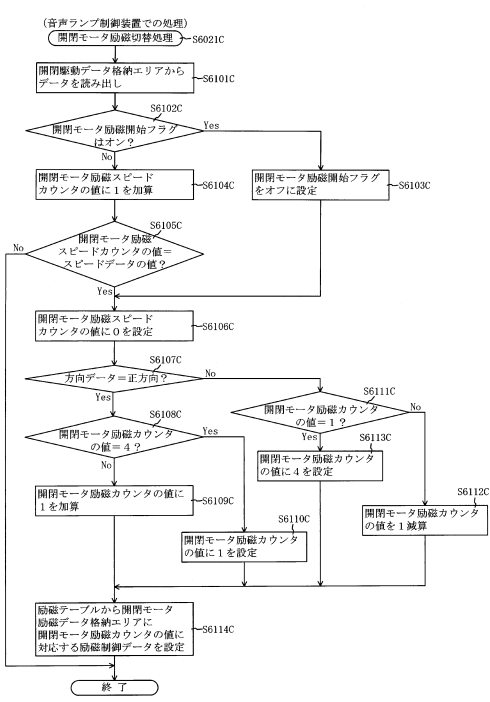 (音声ランプ制御装置での処理)
開閉モータ励磁切替処理
S6021C
開閉駆動データ格納エリアから
データを読み出し
S6101C
S6102C
開閉モータ励磁開始フラグ
はオン?
Yes
No
開閉モータ励磁スピード
カウンタの値に1を加算
S6104C
開閉モータ励磁開始フラグ
をオフに設定
S6103C
S6105C
開閉モータ励磁
スピードカウンタの値=
スピードデータの値?
No
Yes
開閉モータ励磁スピード
カウンタの値に0を設定
S6106C
S6107C
方向データ=正方向?
No
Yes
S6108C
開閉モータ励磁カウンタ
の値=4?
Yes
No
S6111C
開閉モータ励磁カウンタ
の値=1?
No
Yes
S6113C
開閉モータ励磁カウンタ
の値に4を設定
開閉モータ励磁カウンタの値に
1を加算
S6109C
S6112C
開閉モータ励磁カウンタ
の値を1減算
S6110C
開閉モータ励磁カウンタ
の値に1を設定
励磁テーブルから開閉モータ
励磁データ格納エリアに
開閉モータ励磁カウンタの値に
対応する励磁制御データを設定
S6114C
終了